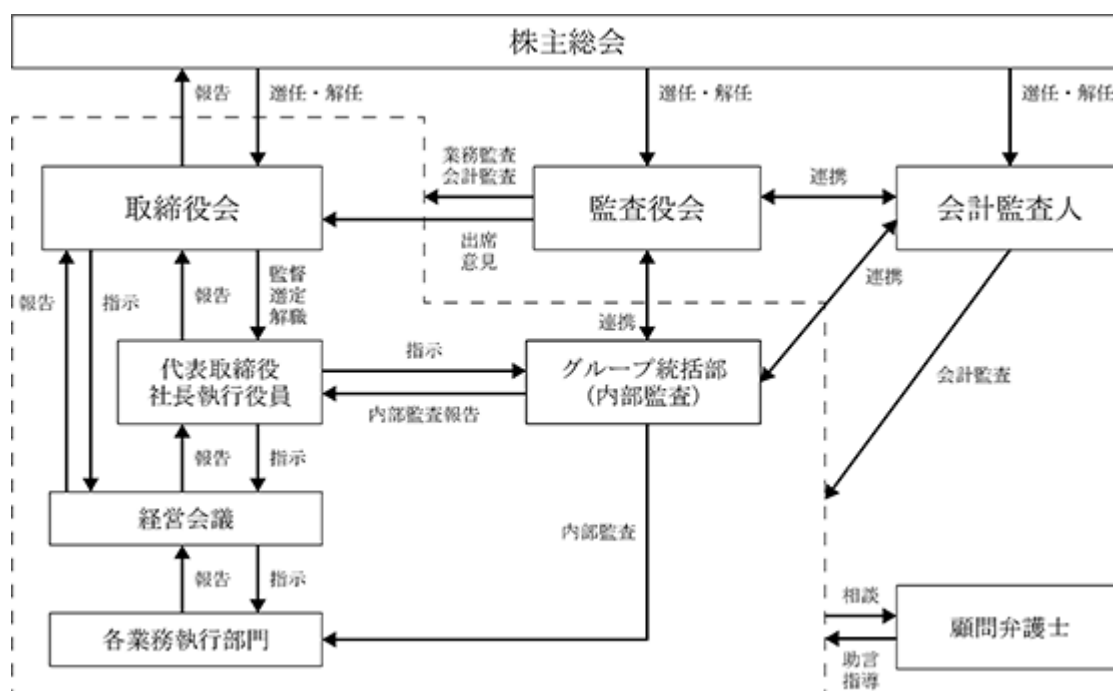 株主総会
報告
選任・解任
選任・解任
選任・解任
取締役会
業務監査
会計監査
監査役会
連携
会計監査人
出席
意見
報告
指示
報告
監督
選定
解職
連携
連携
代表取締役
社長執行役員
指示
内部監査報告
グループ統括部
(内部監査)
会計監査
報告
指示
経営会議
内部監査
報告
指示
各業務執行部門
相談
助言
指導
顧問弁護士